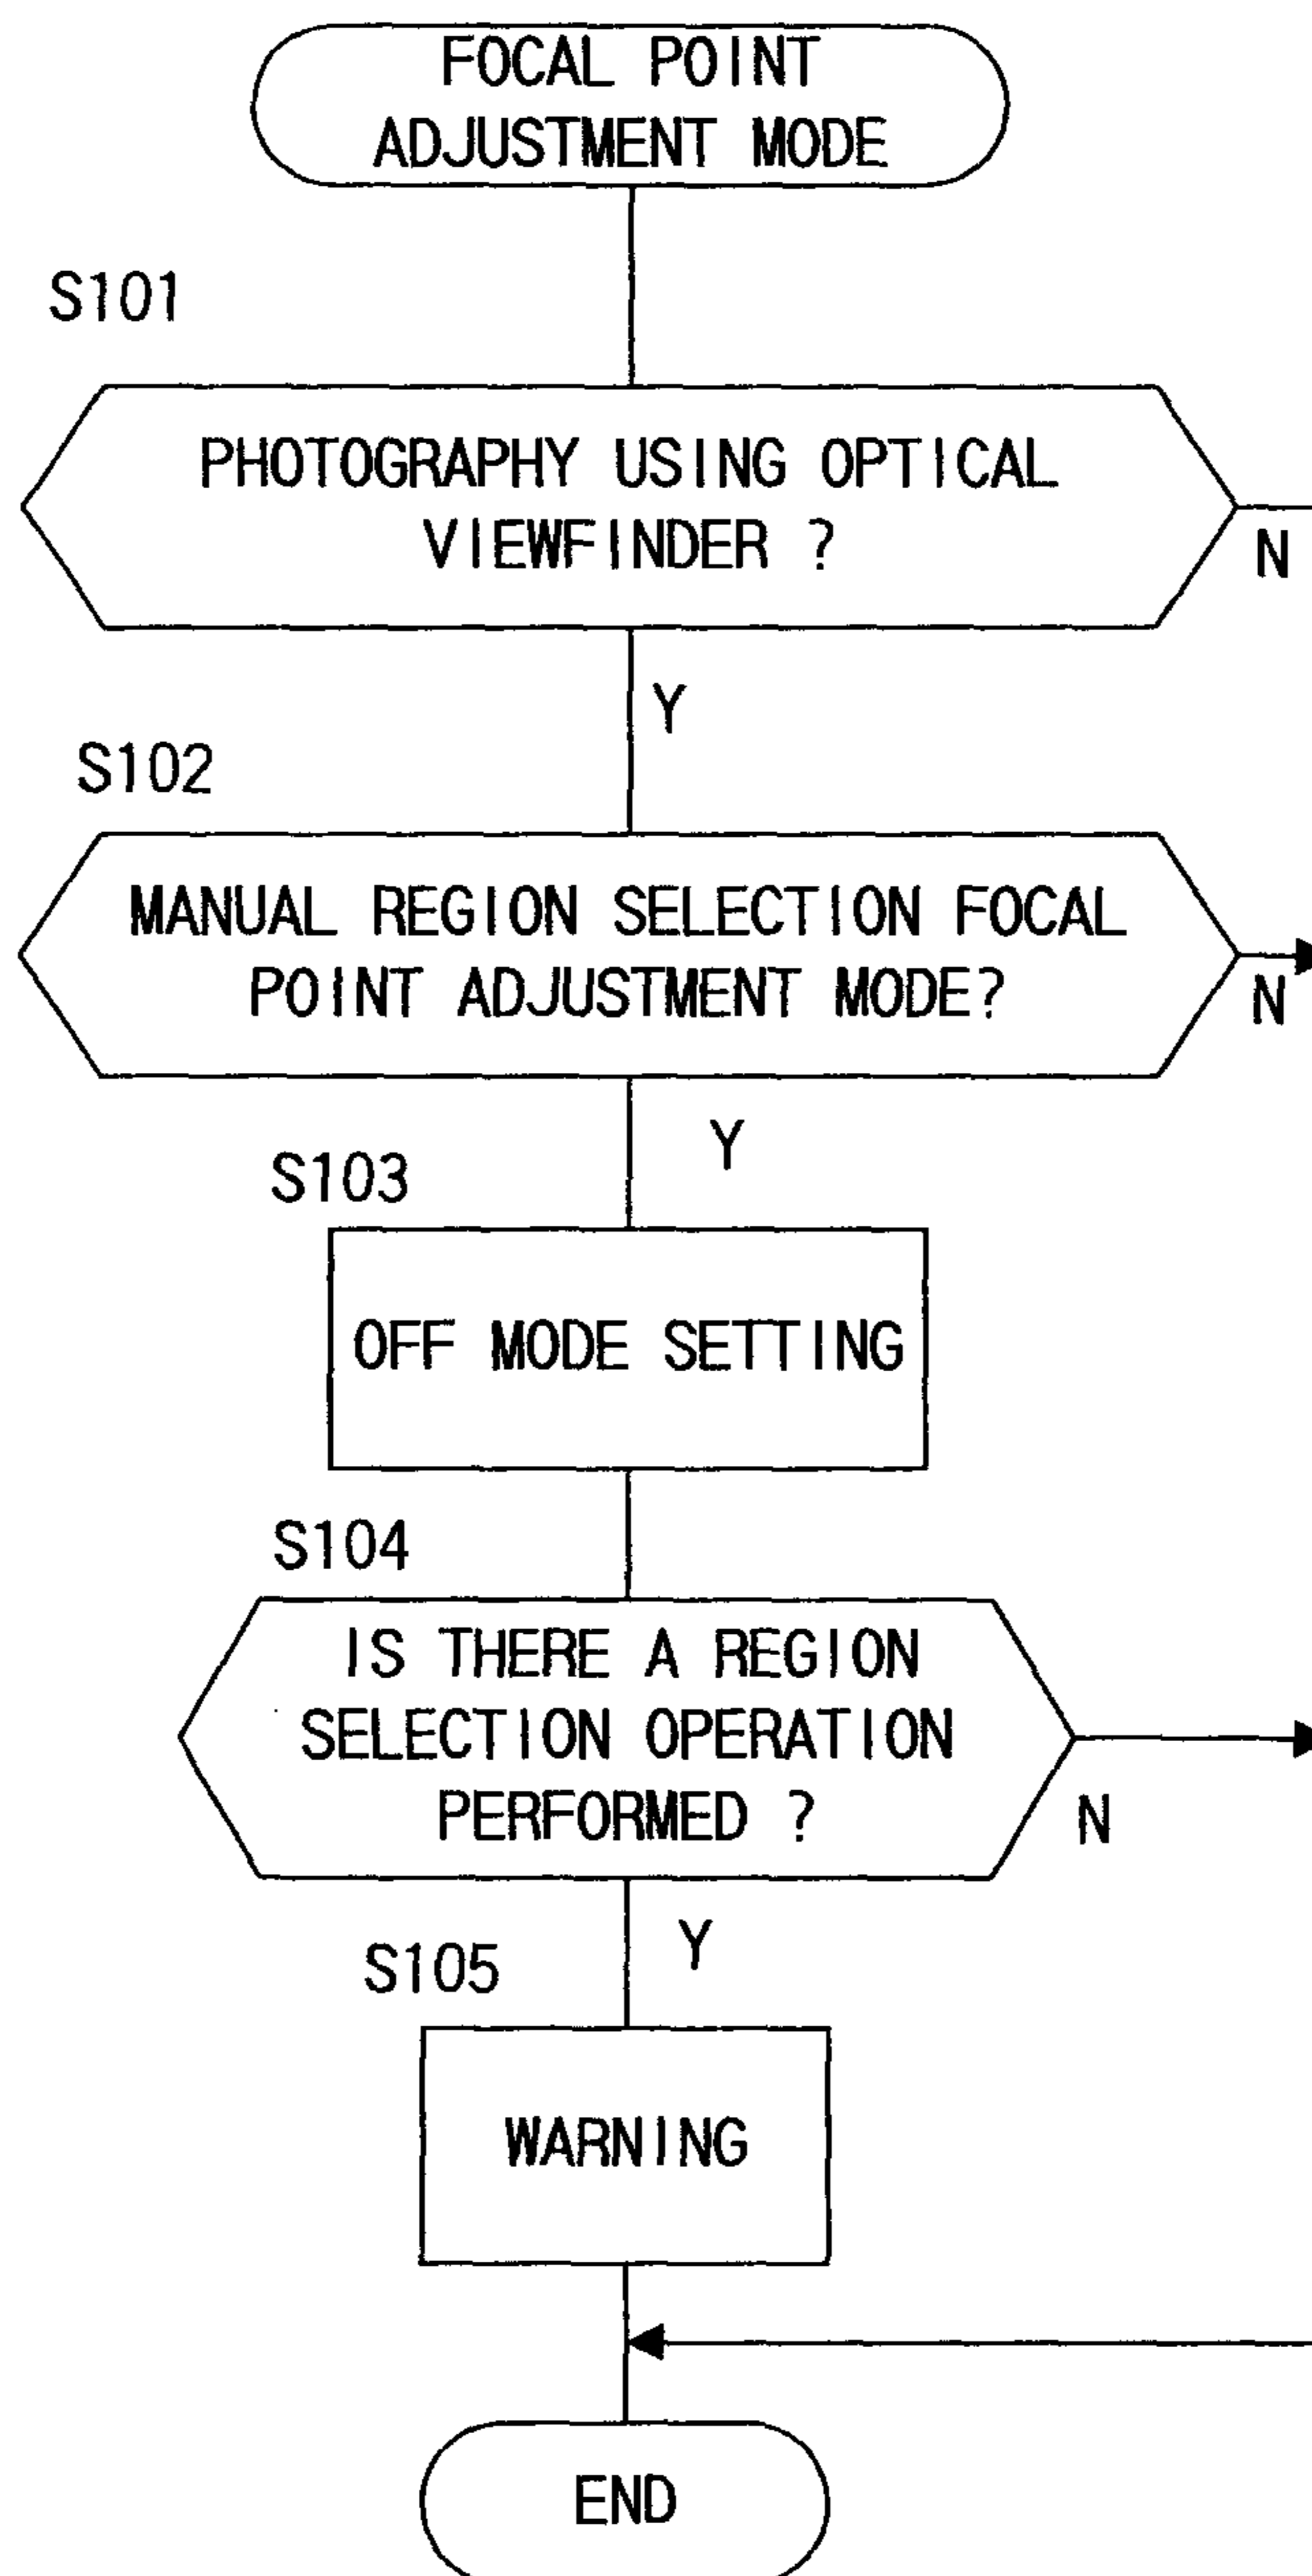 FOCAL POINT
ADJUSTMENT MODE
S101
PHOTOGRAPHY USING OPTICAL
VIEWFINDER ?
N
Y
S102
MANUAL REGION SELECTION FOCAL
POINT ADJUSTMENT MODE?
N
Y
S103
OFF MODE SETTING
S104
IS THERE A REGION
SELECTION OPERATION
PERFORMED ?
N
Y
S105
WARNING
END